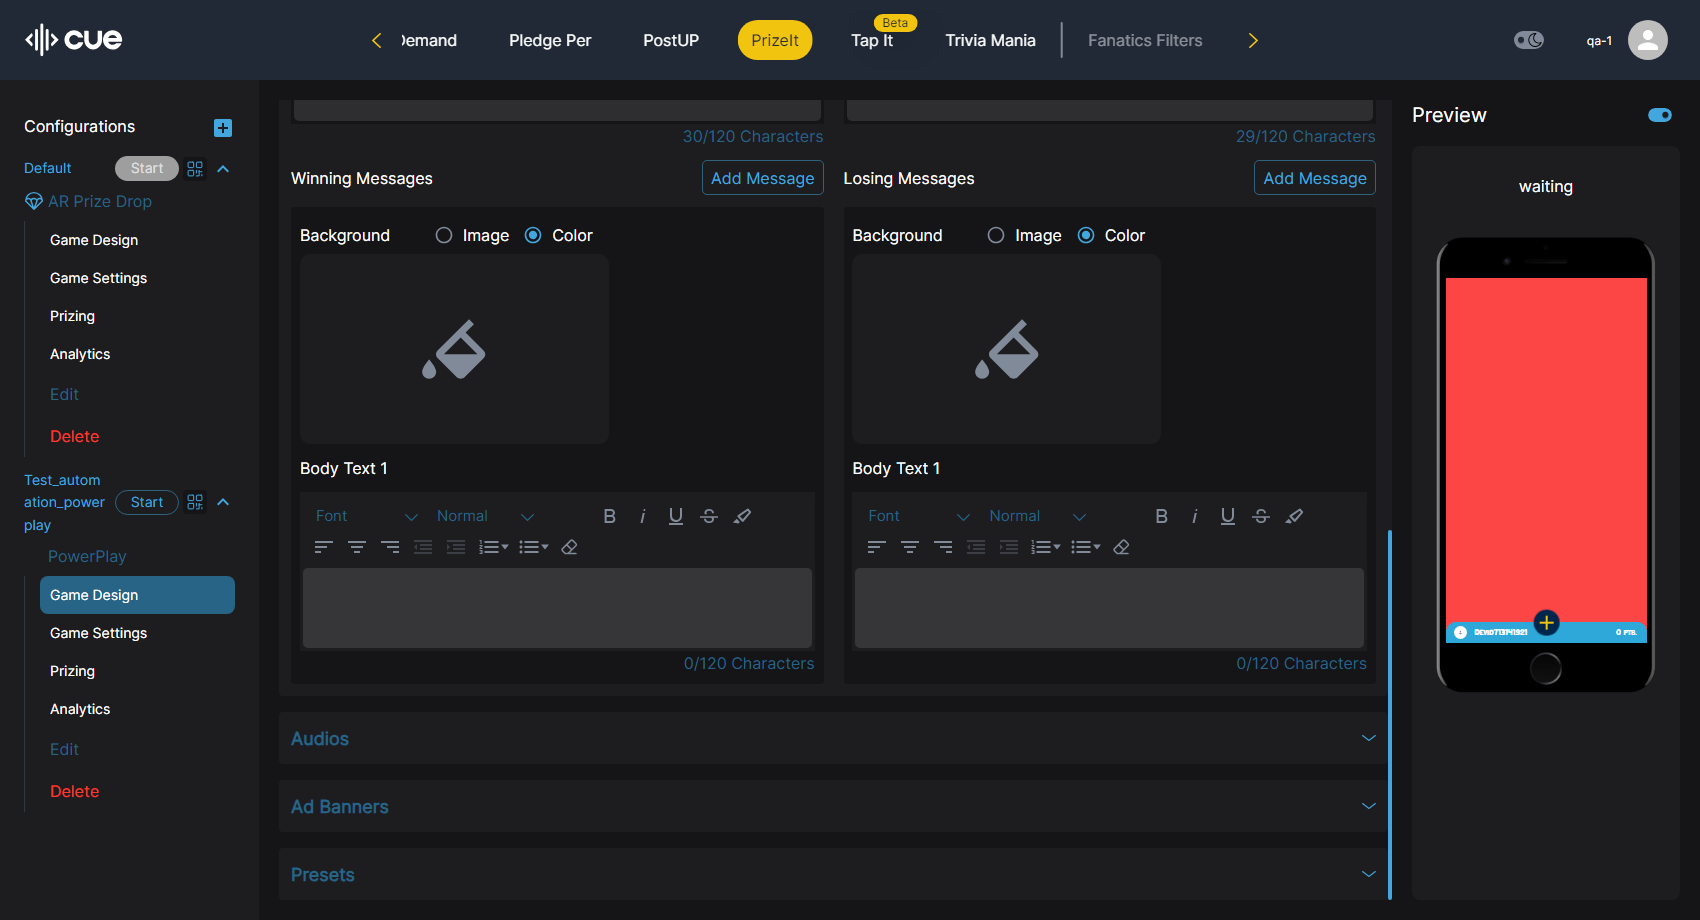 cue
Demand
Pledge Per
PostUP
PrizeIt
Beta
Tap It
Trivia Mania
Fanatics Filters
qa-1
Configurations
Default
Start
AR Prize Drop
Game Design
Game Settings
Prizing
Analytics
Edit
Delete
Test_autom
ation_power
play
Start
PowerPlay
Game Design
Game Settings
Prizing
Analytics
Edit
Delete
30/120 Characters
29/120 Characters
Winning Messages
Add Message
Losing Messages
Add Message
Background
Image
Color
Background
Image
Color
Body Text 1
Body Text 1
Font
Normal
B i U S
Font
Normal
B i U S
0/120 Characters
0/120 Characters
Audios
Ad Banners
Presets
Preview
waiting
0 PTS.